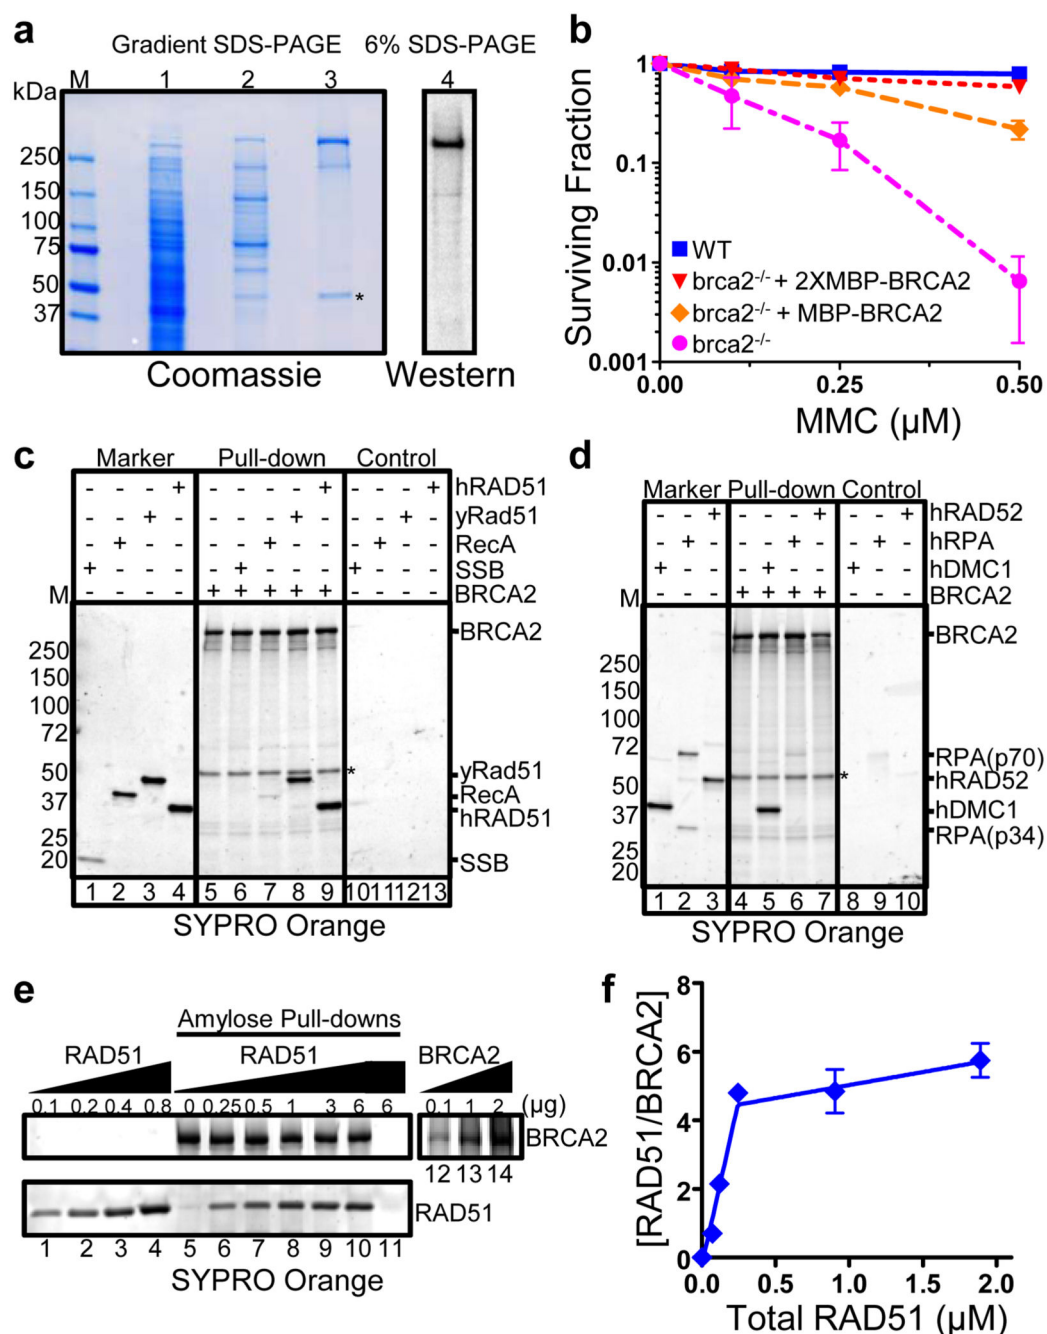 a
Gradient SDS-PAGE 6% SDS-PAGE
M 1 2 3 4
kDa
250
150
100
75
50
37
*
Coomassie Western
b
Surviving Fraction
1
0.1
0.01
0.001
0.00 0.25 0.50
MMC (µM)
WT
brca2-/- + 2XMBP-BRCA2
brca2-/- + MBP-BRCA2
brca2-/-
c
Marker Pull-down Control
- - - + - - - - + - - - + hRAD51
- - + - - - - + - - - + - yRad51
- + - - - - + - - - + - - RecA
+ - - - - + - - - + - - - SSB
+ + + + + BRCA2
M
250
150
100
72
50
37
25
20
BRCA2
*
yRad51
RecA
hRAD51
SSB
1 2 3 4 5 6 7 8 9 10 11 12 13
SYPRO Orange
d
Marker Pull-down Control
- - + - - - + - - + hRAD52
- + - - - + - - + - hRPA
+ - - - + - - + - - hDMC1
- - - + + + + - - - BRCA2
M
250
150
100
72
50
37
25
20
BRCA2
RPA(p70)
*
hRAD52
hDMC1
RPA(p34)
1 2 3 4 5 6 7 8 9 10
SYPRO Orange
e
Amylose Pull-downs
RAD51 RAD51 BRCA2
0.1 0.2 0.4 0.8 0 0.25 0.5 1 3 6 6 0.1 1 2 (µg)
BRCA2
12 13 14
RAD51
1 2 3 4 5 6 7 8 9 10 11
SYPRO Orange
f
[RAD51/BRCA2]
8
6
4
2
0
0.0 0.5 1.0 1.5 2.0
Total RAD51 (µM)